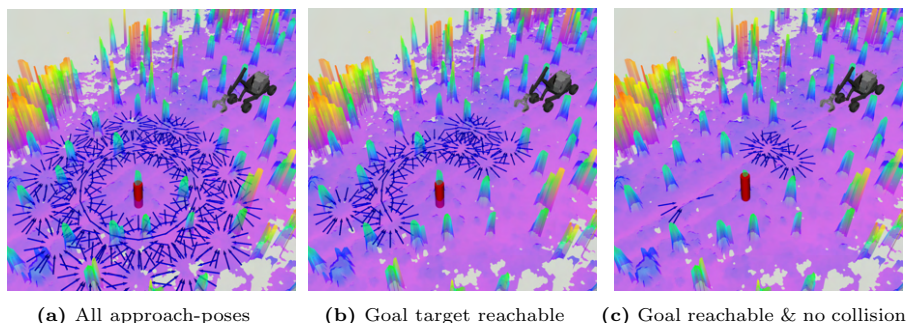 (a) All approach-poses
(b) Goal target reachable
(c) Goal reachable & no collision